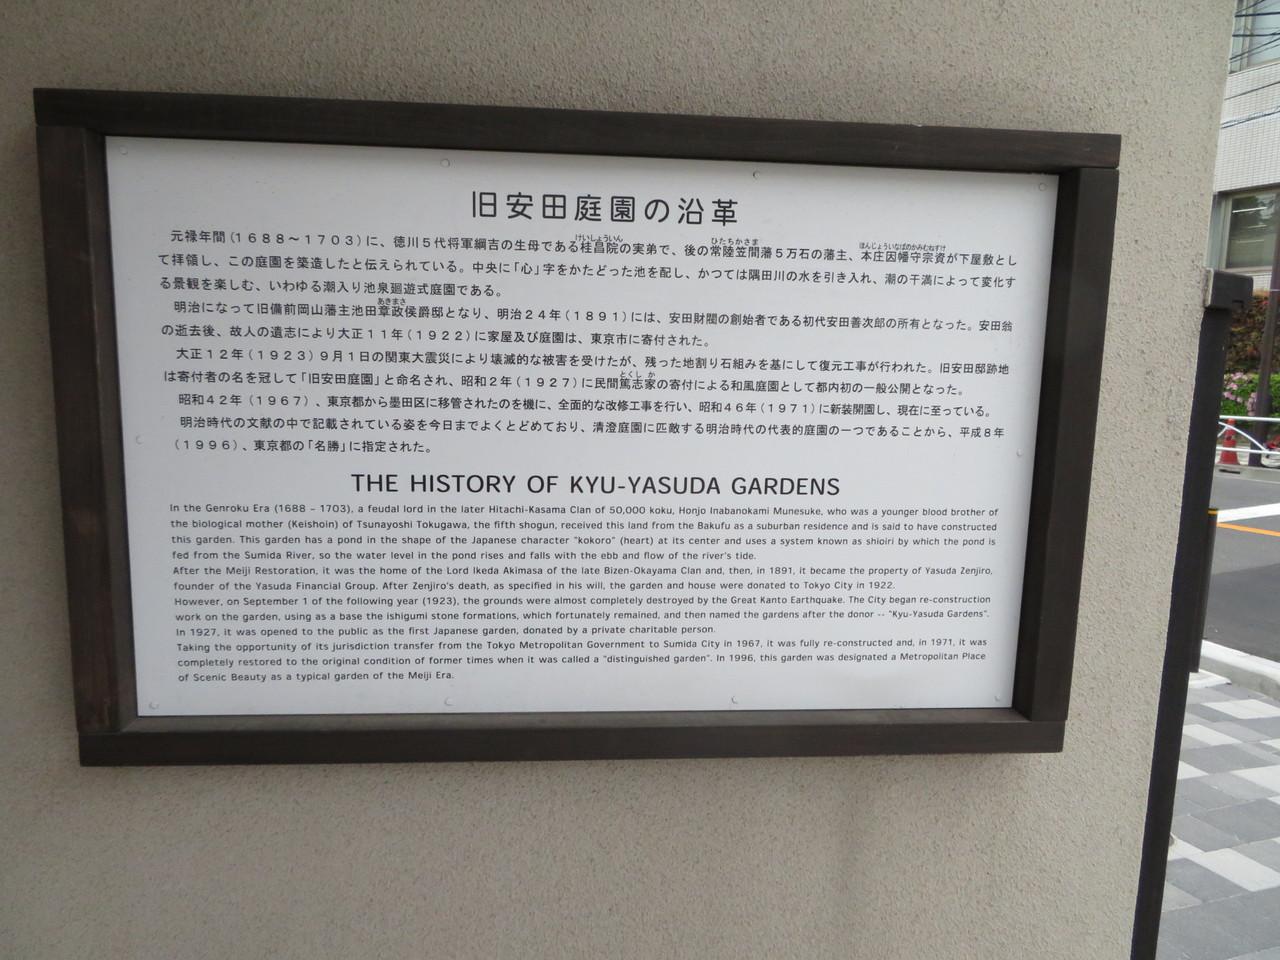 旧安田庭園の沿革
元禄年間(1688〜1703)に、徳川5代将軍綱吉の生母である桂昌院の実弟で、後の常陸笠間藩5万石の藩主、本庄因幡守宗資が下屋敷とし
て拝領し、この庭園を築造したと伝えられている。中央に「心」字をかたどった池を配し、かつては隅田川の水を引き入れ、潮の干満によって変化す
る景観を楽しむ、いわゆる潮入り池泉廻遊式庭園である。
明治になって旧備前岡山藩主池田章政侯爵邸となり、明治24年(1891)には、安田財閥の創始者である初代安田善次郎の所有となった。安田翁
の逝去後、故人の遺志により大正11年(1922)に家屋及び庭園は、東京市に寄付された。
大正12年(1923)9月1日の関東大震災により壊滅的な被害を受けたが、残った地割り石組みを基にして復元工事が行われた。旧安田邸跡地
は寄付者の名を冠して「旧安田庭園」と命名され、昭和2年(1927)に民間篤志家の寄付による和風庭園として都内初の一般公開となった。
昭和42年(1967)、東京都から墨田区に移管されたのを機に、全面的な改修工事を行い、昭和46年(1971)に新装開園し、現在に至っている。
明治時代の文献の中で記載されている姿を今日までよくとどめており、清澄庭園に匹敵する明治時代の代表的庭園の一つであることから、平成8年
(1996)、東京都の「名勝」に指定された。
THE HISTORY OF KYU-YASUDA GARDENS
In the Genroku Era (1688 - 1703), a feudal lord in the later Hitachi-Kasama Clan of 50,000 koku, Honjo Inabanokami Munesuke, who was a younger blood brother of
the biological mother (Keishoin) of Tsunayoshi Tokugawa, the fifth shogun, received this land from the Bakufu as a suburban residence and is said to have constructed
this garden. This garden has a pond in the shape of the Japanese character "kokoro" (heart) at its center and uses a system known as shioiri by which the pond is
fed from the Sumida River, so the water level in the pond rises and falls with the ebb and flow of the river's tide.
After the Meiji Restoration, it was the home of the Lord Ikeda Akimasa of the late Bizen-Okayama Clan and, then, in 1891, it became the property of Yasuda Zenjiro,
founder of the Yasuda Financial Group. After Zenjiro's death, as specified in his will, the garden and house were donated to Tokyo City in 1922.
However, on September 1 of the following year (1923), the grounds were almost completely destroyed by the Great Kanto Earthquake. The City began re-construction
work on the garden, using as a base the ishigumi stone formations, which fortunately remained, and then named the gardens after the donor -- "Kyu-Yasuda Gardens".
In 1927, it was opened to the public as the first Japanese garden, donated by a private charitable person.
Taking the opportunity of its jurisdiction transfer from the Tokyo Metropolitan Government to Sumida City in 1967, it was fully re-constructed and, in 1971, it was
completely restored to the original condition of former times when it was called a "distinguished garden". In 1996, this garden was designated a Metropolitan Place
of Scenic Beauty as a typical garden of the Meiji Era.